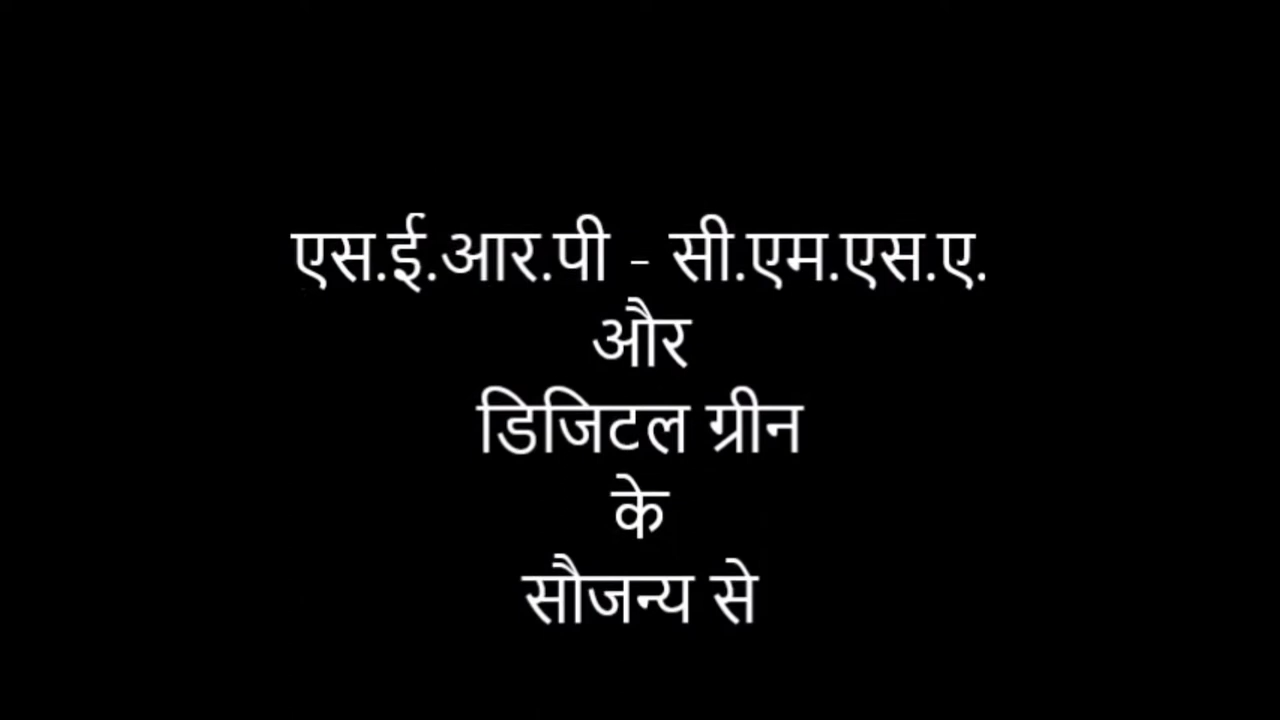 एस.ई.आर.पी - सी.एम.एस.ए.
और
डिजिटल ग्रीन
के
सौजन्य से